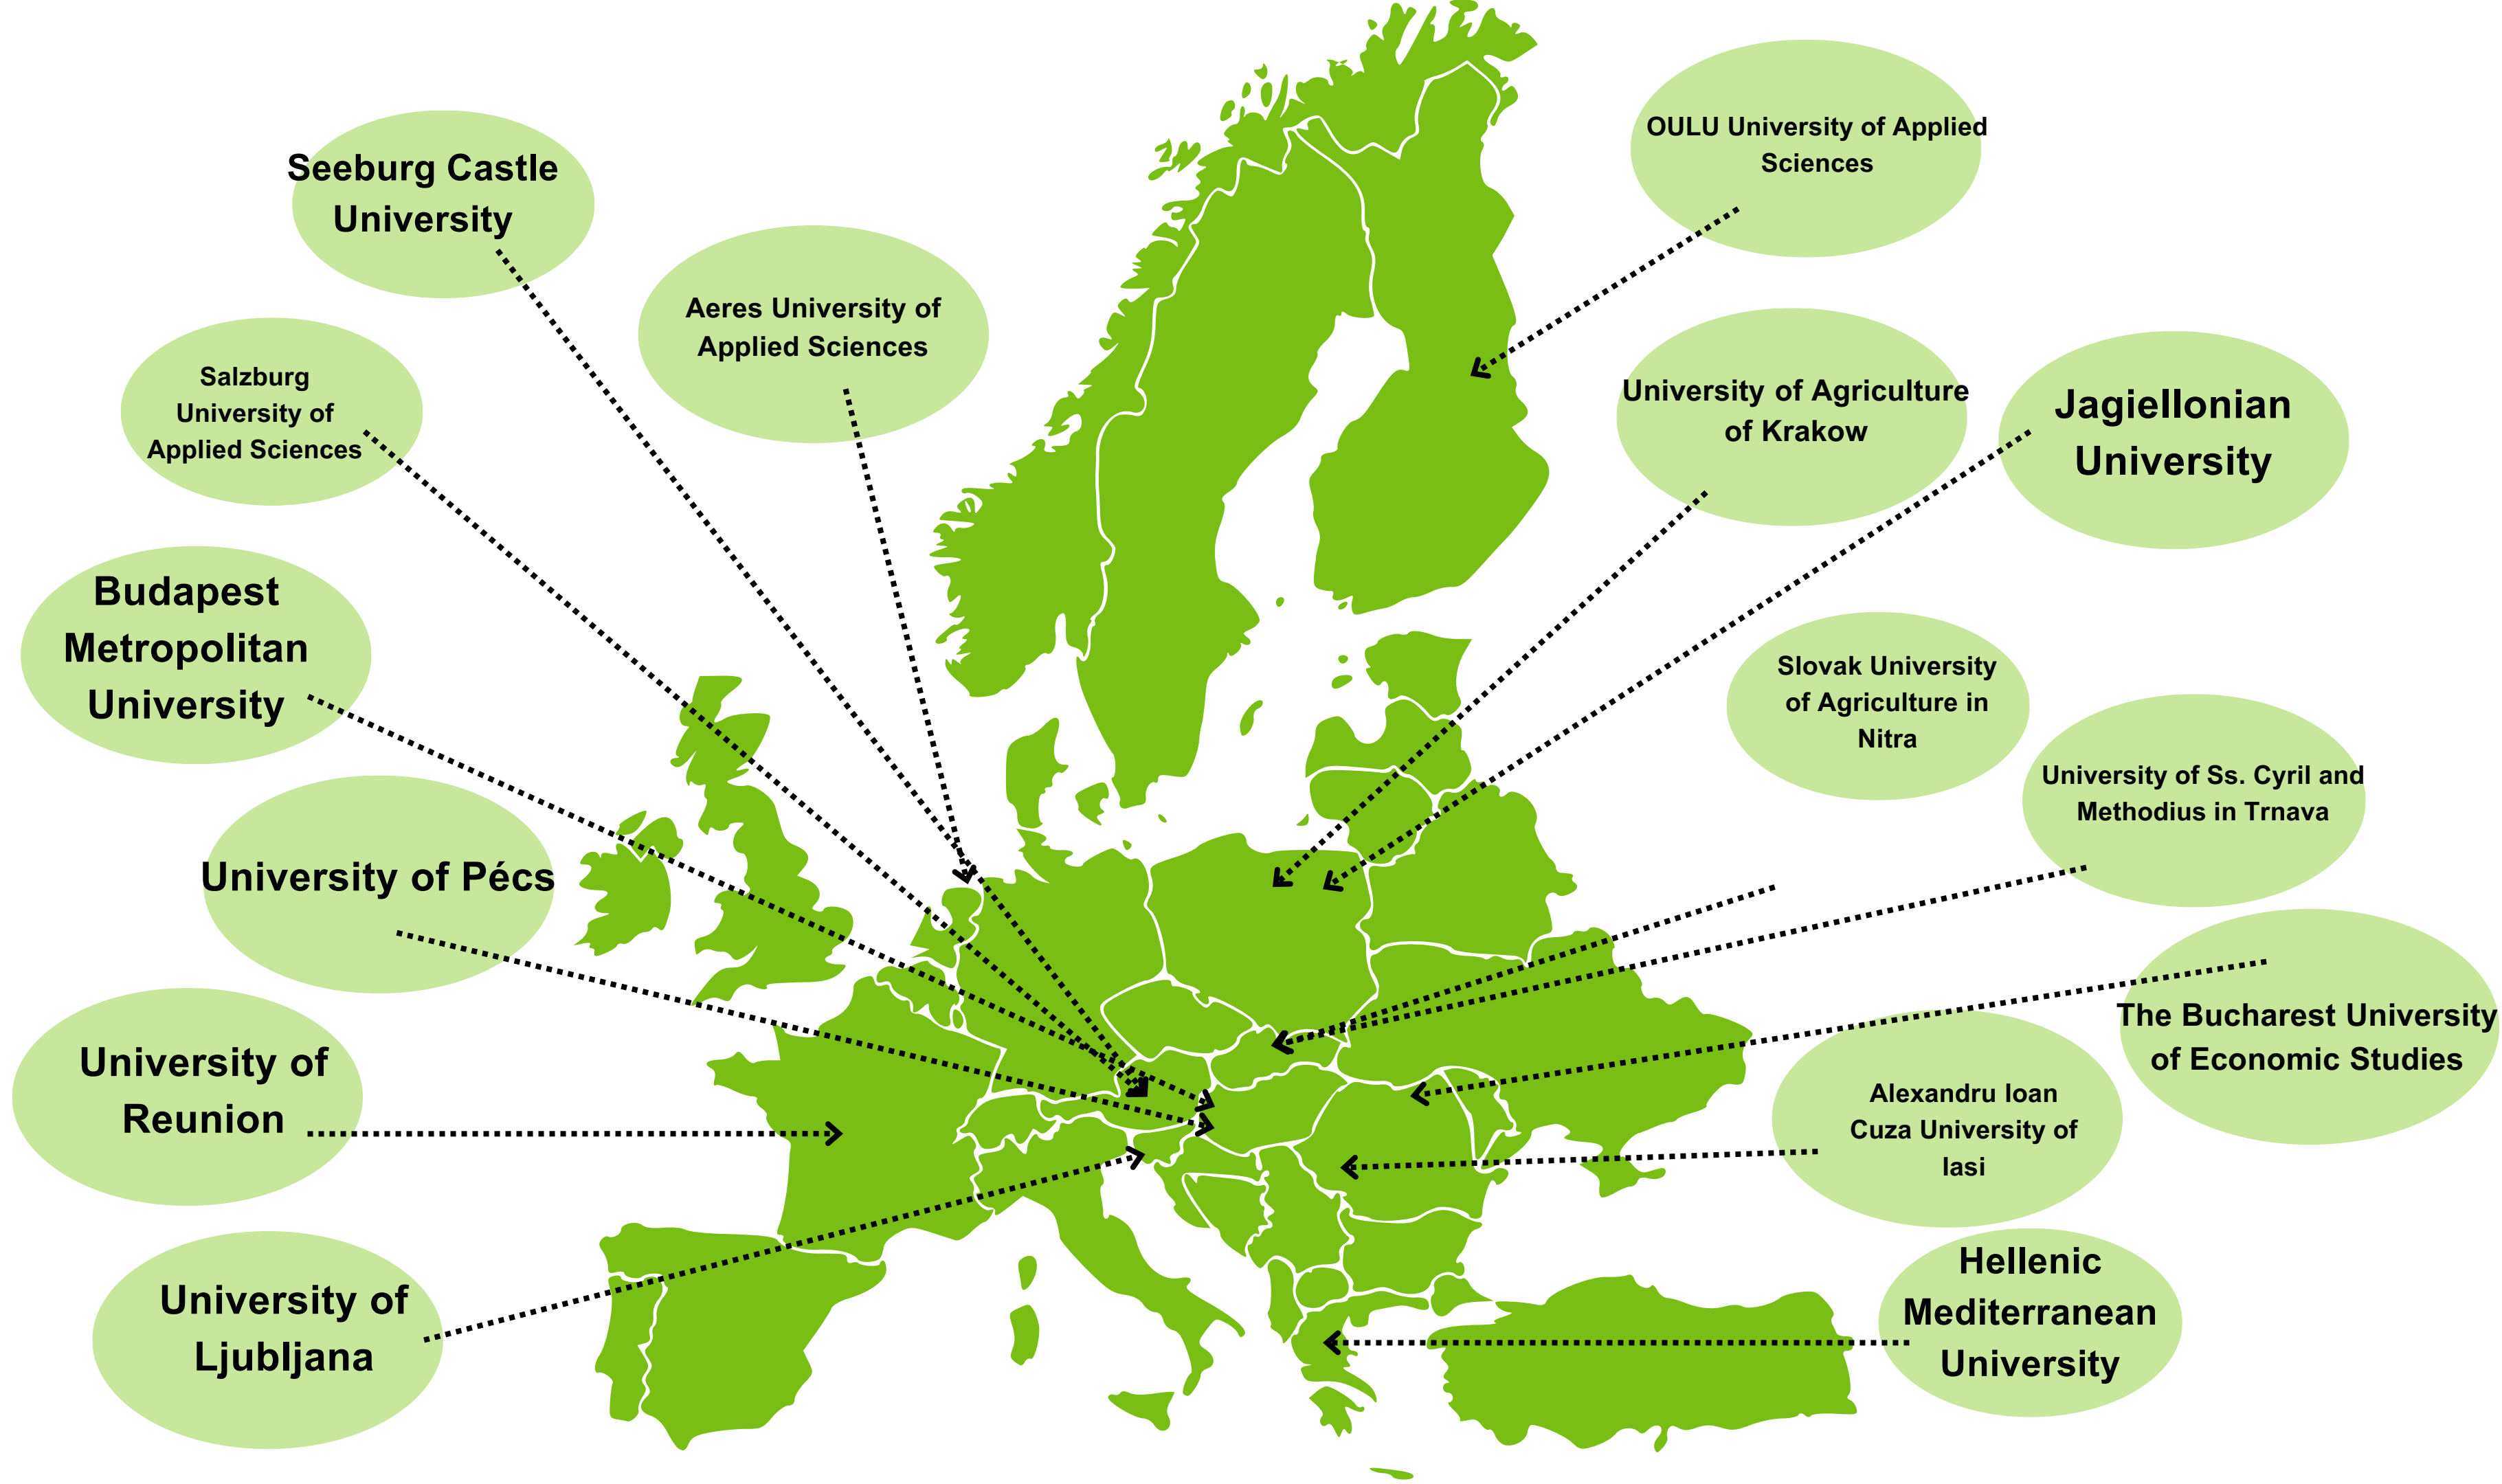 Seeburg Castle
University
OULU University of Applied
Sciences
Aeres University of
Applied Sciences
Salzburg
University of
Applied Sciences
University of Agriculture
of Krakow
Jagiellonian
University
Budapest
Metropolitan
University
Slovak University
of Agriculture in
Nitra
University of Ss. Cyril and
Methodius in Trnava
University of Pécs
The Bucharest University
of Economic Studies
University of
Reunion
Alexandru Ioan
Cuza University of
Iasi
University of
Ljubljana
Hellenic
Mediterranean
University